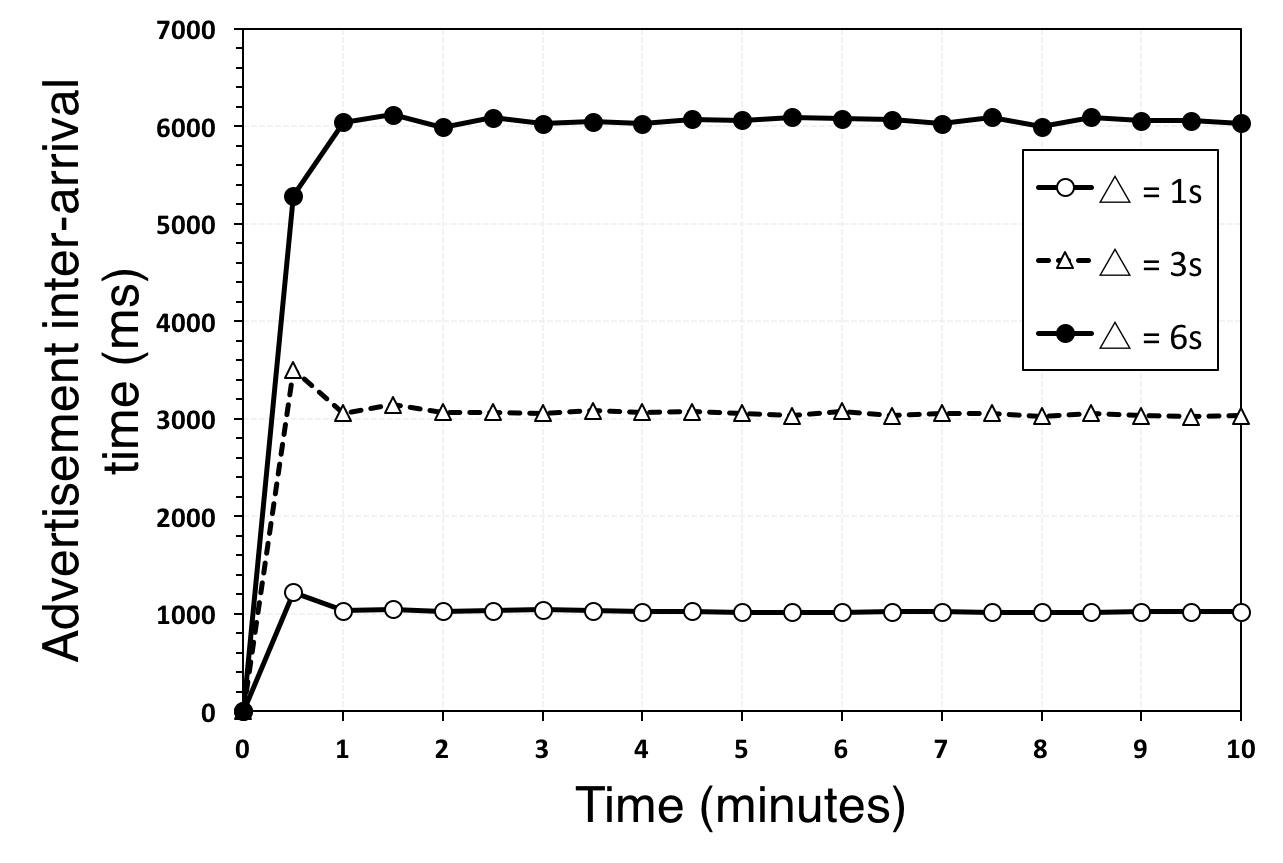 Advertisement inter-arrival
time (ms)
7000
6000
5000
4000
3000
2000
1000
0
△ = 1s
△ = 3s
△ = 6s
0 1 2 3 4 5 6 7 8 9 10
Time (minutes)